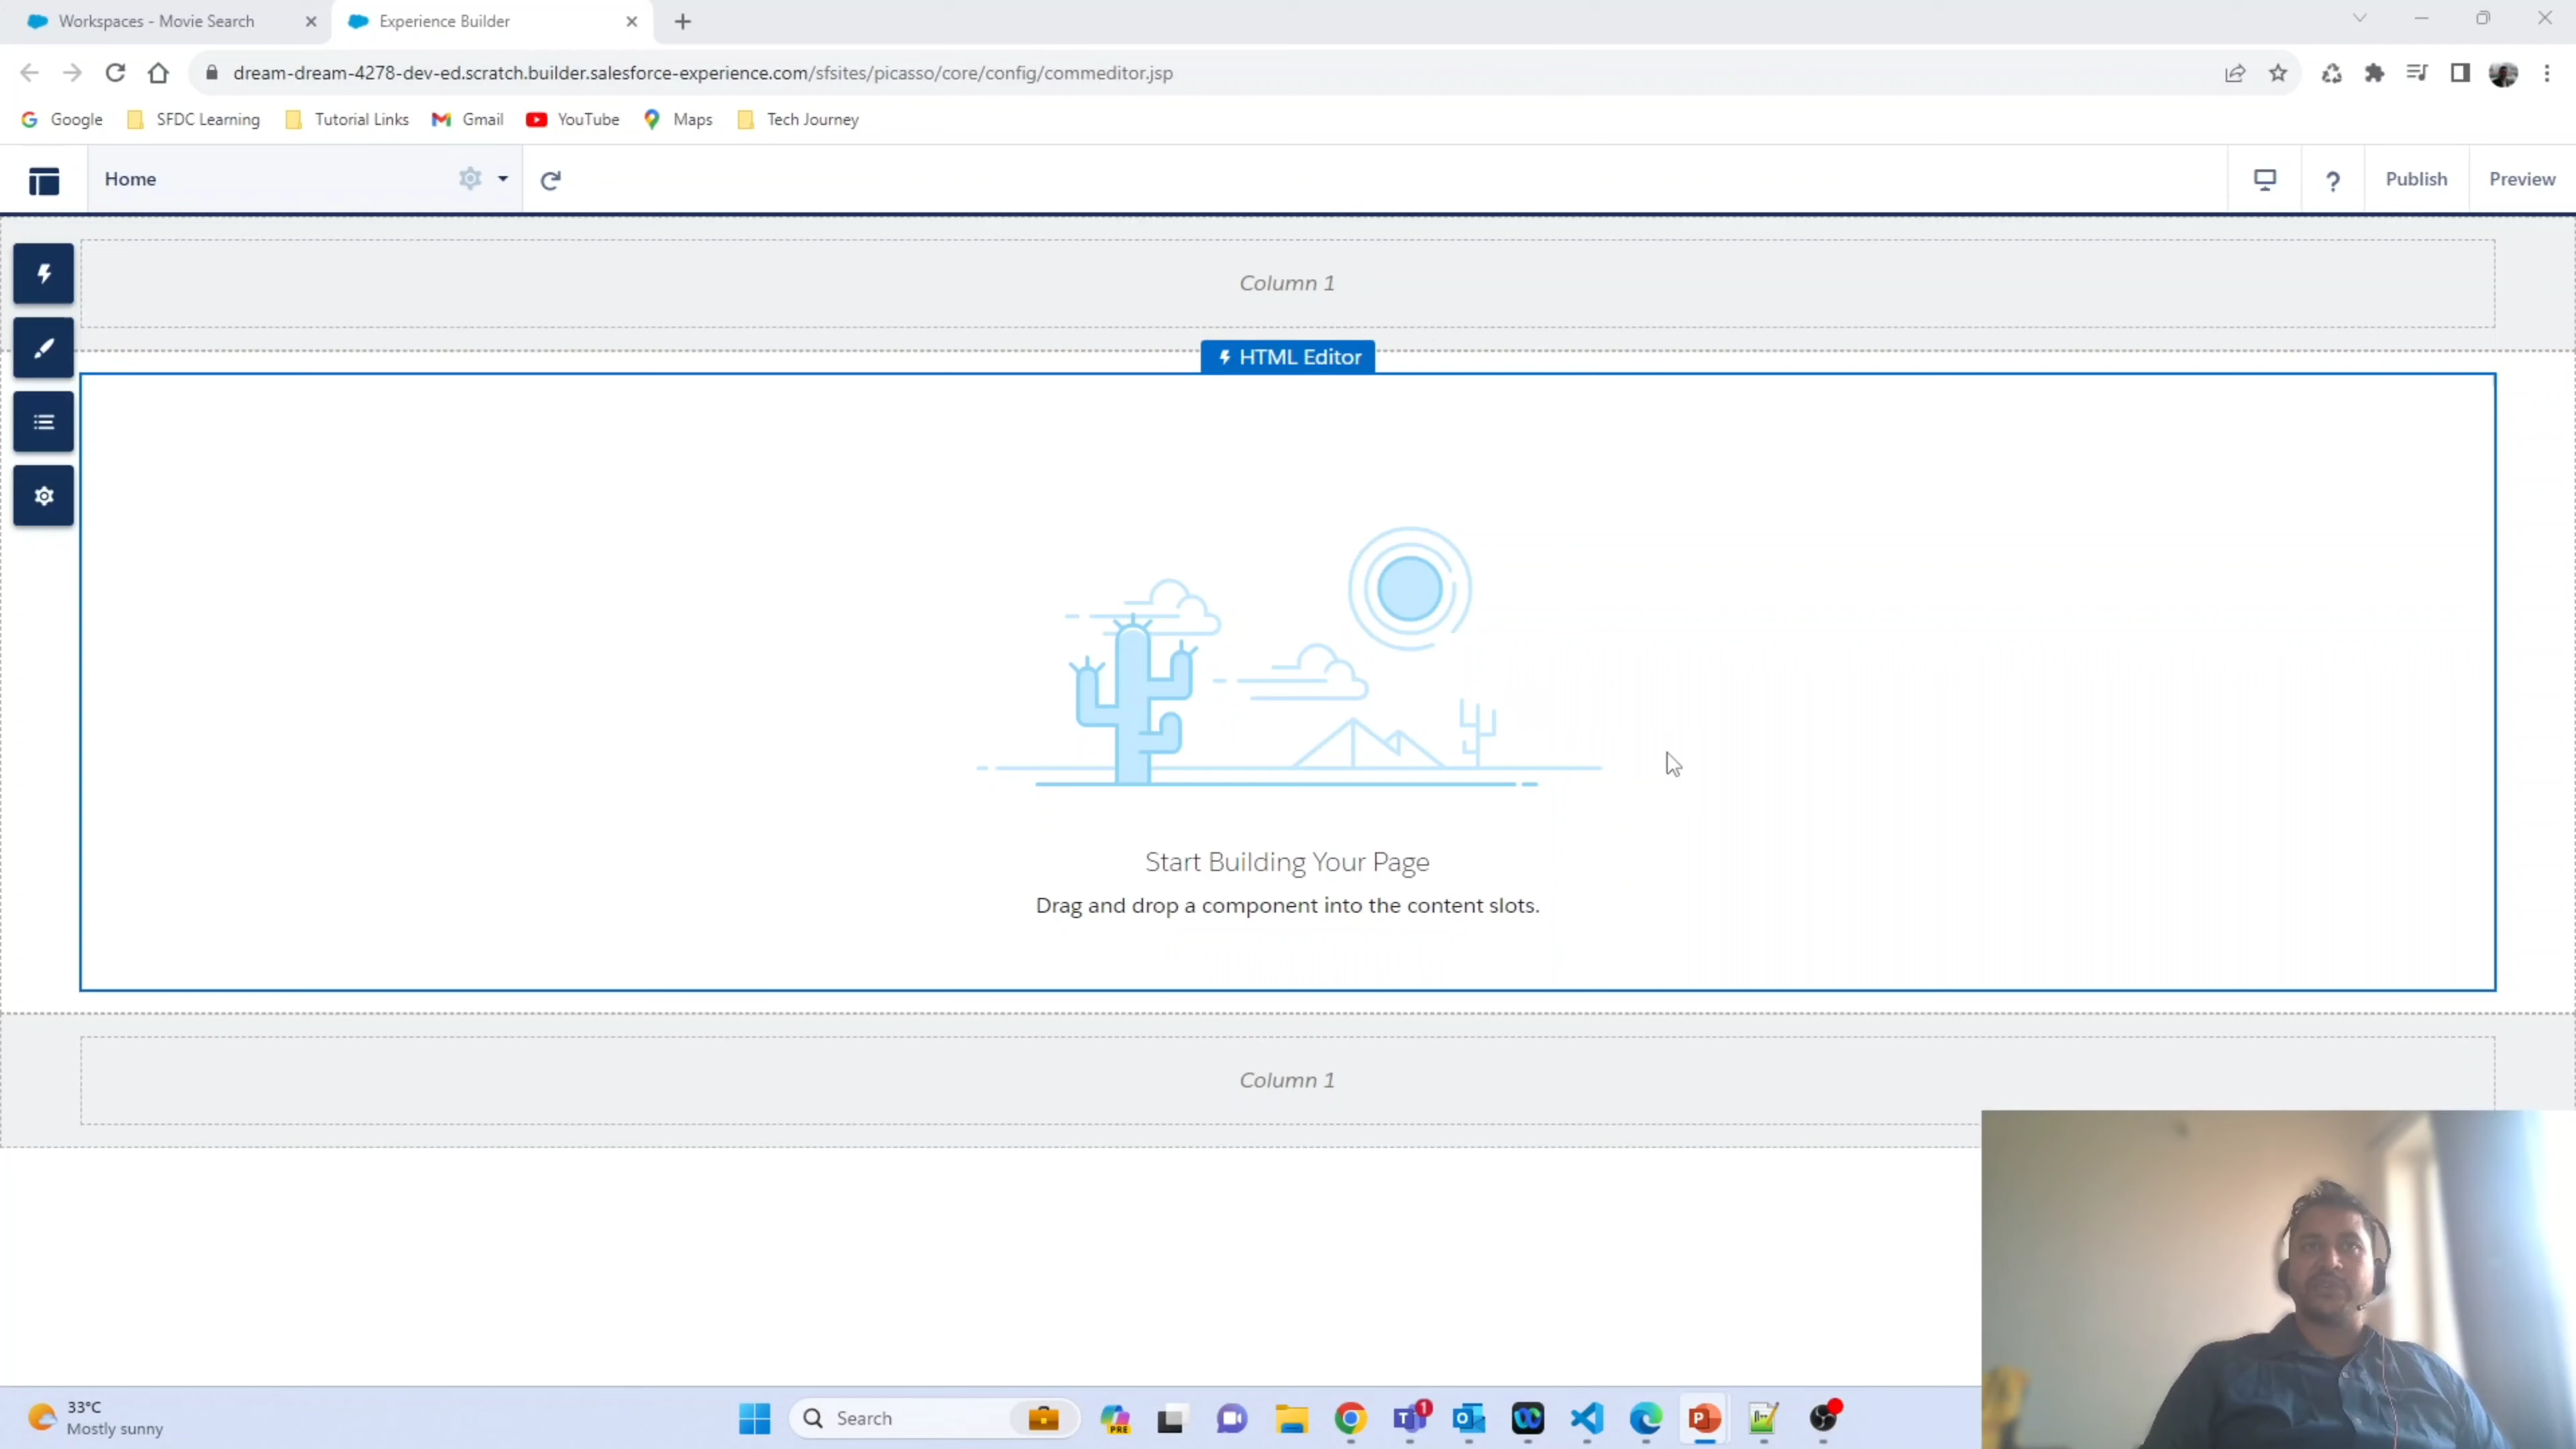 Workspaces - Movie Search
Experience Builder
dream-dream-4278-dev-ed.scratch.builder.salesforce-experience.com/sfsites/picasso/core/config/commeditor.jsp
Google
SFDC Learning
Tutorial Links
Gmail
YouTube
Maps
Tech Journey
Home
?
Publish
Preview
Column 1
HTML Editor
Start Building Your Page
Drag and drop a component into the content slots.
Column 1
33°C
Mostly sunny
Search
PRE
1